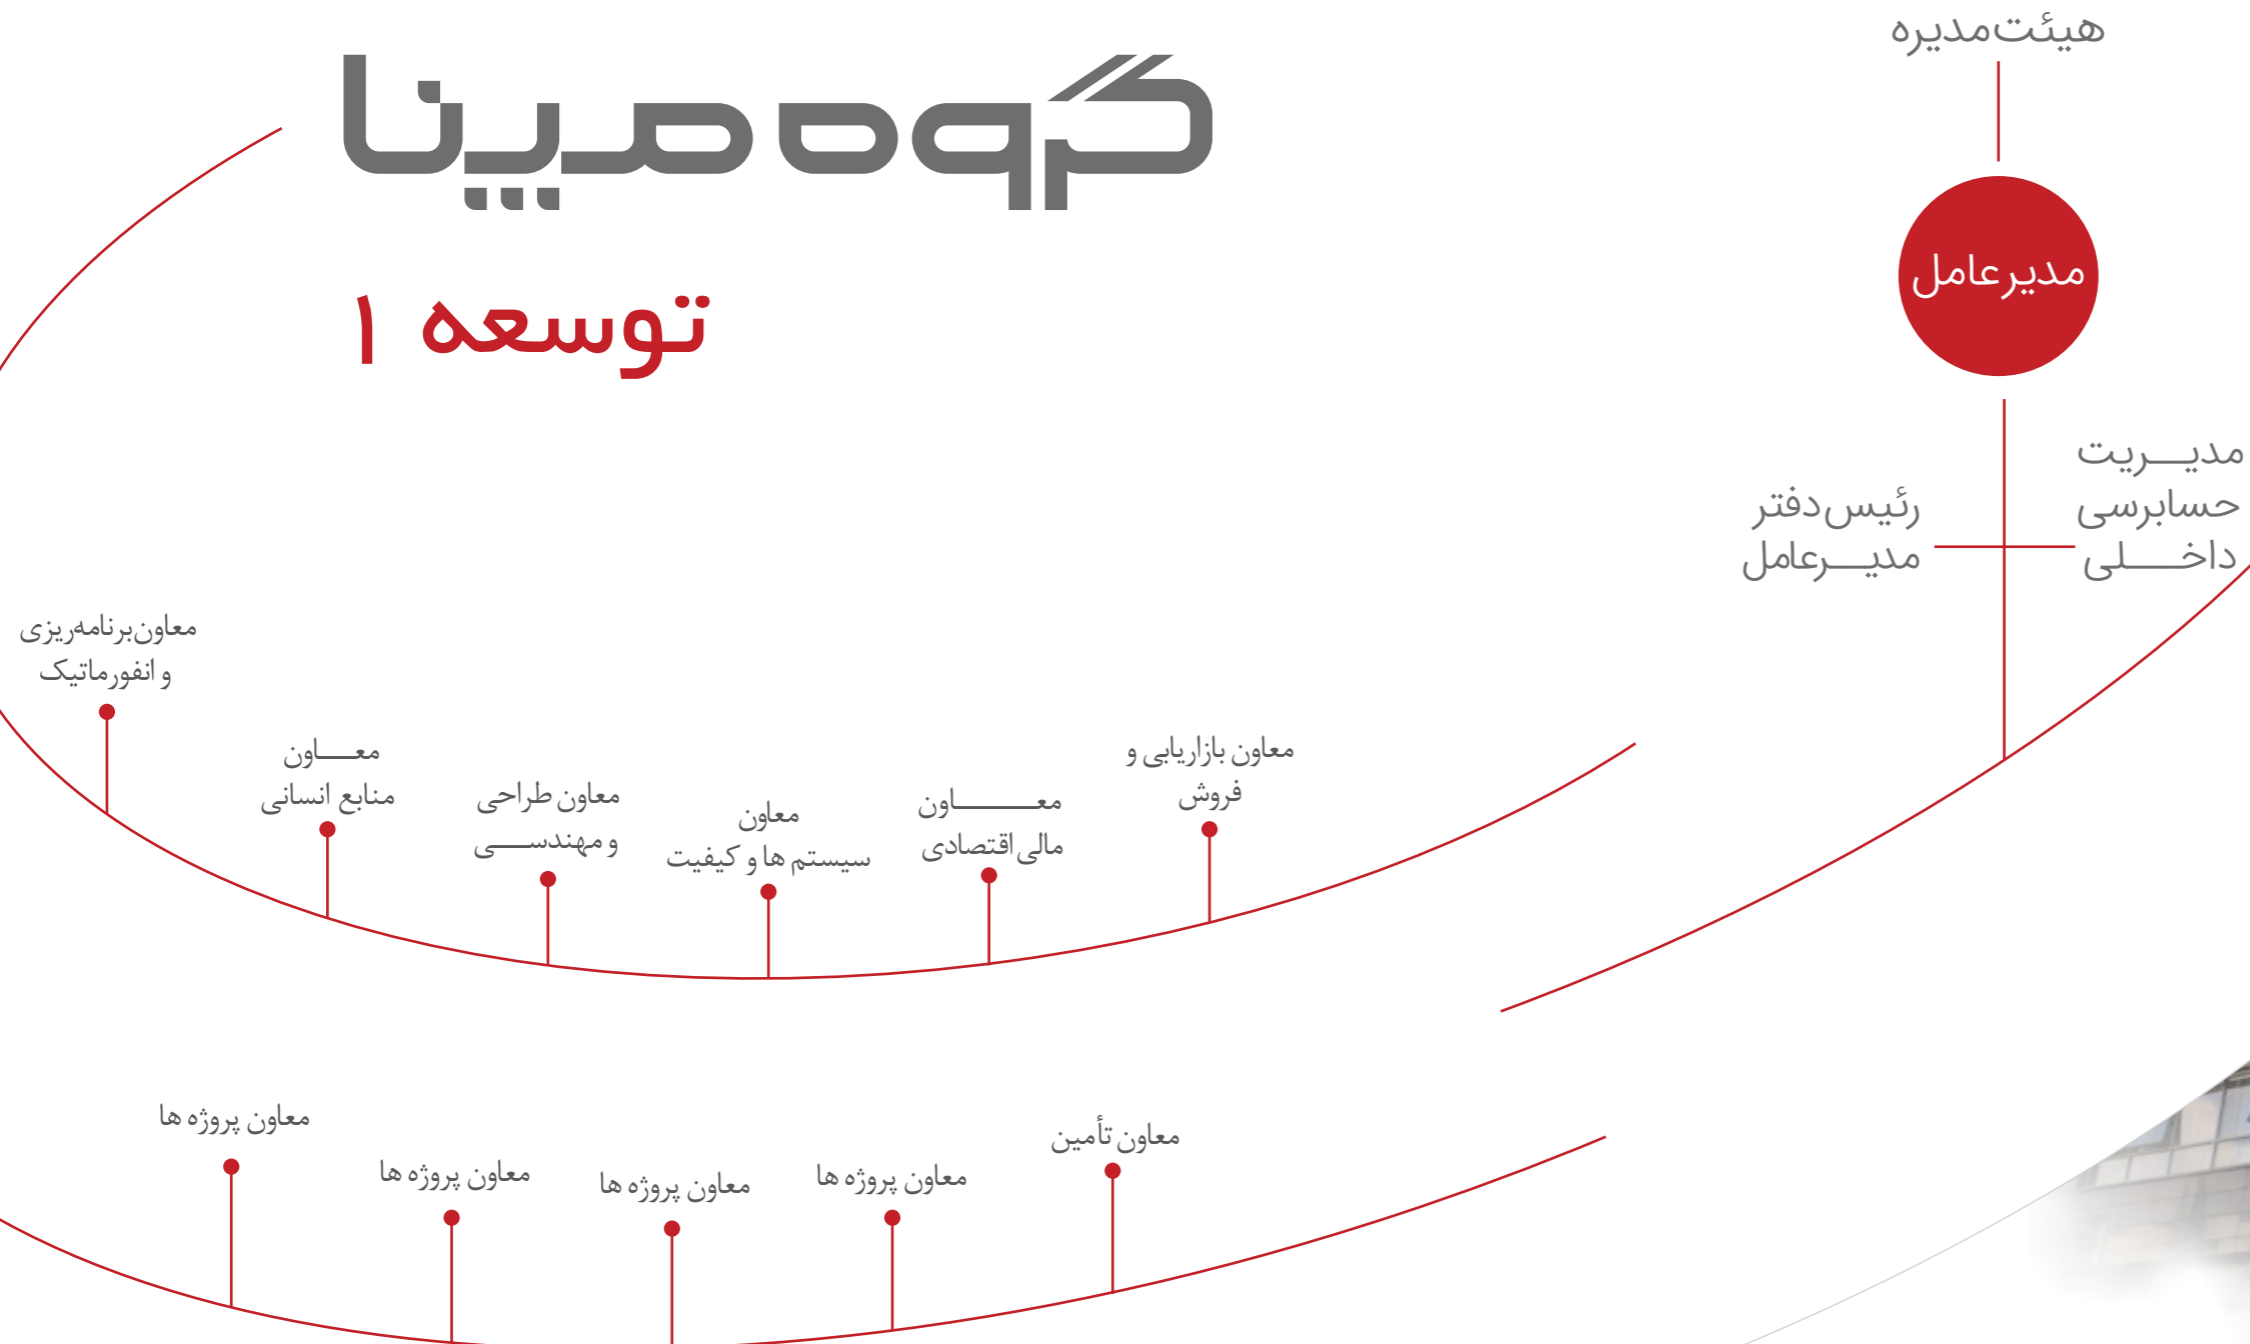 هیئت‌مدیره
گروه مپنا
توسعه ۱
مدیرعامل
مدیریت
حسابرسی
داخلی
رئیس دفتر
مدیرعامل
معاون بازاریابی و
فروش
معاون
مالی اقتصادی
معاون
سیستم ها و کیفیت
معاون طراحی
و مهندسی
معاون
منابع انسانی
معاون برنامه‌ریزی
و انفورماتیک
معاون تأمین
معاون پروژه ها
معاون پروژه ها
معاون پروژه ها
معاون پروژه ها